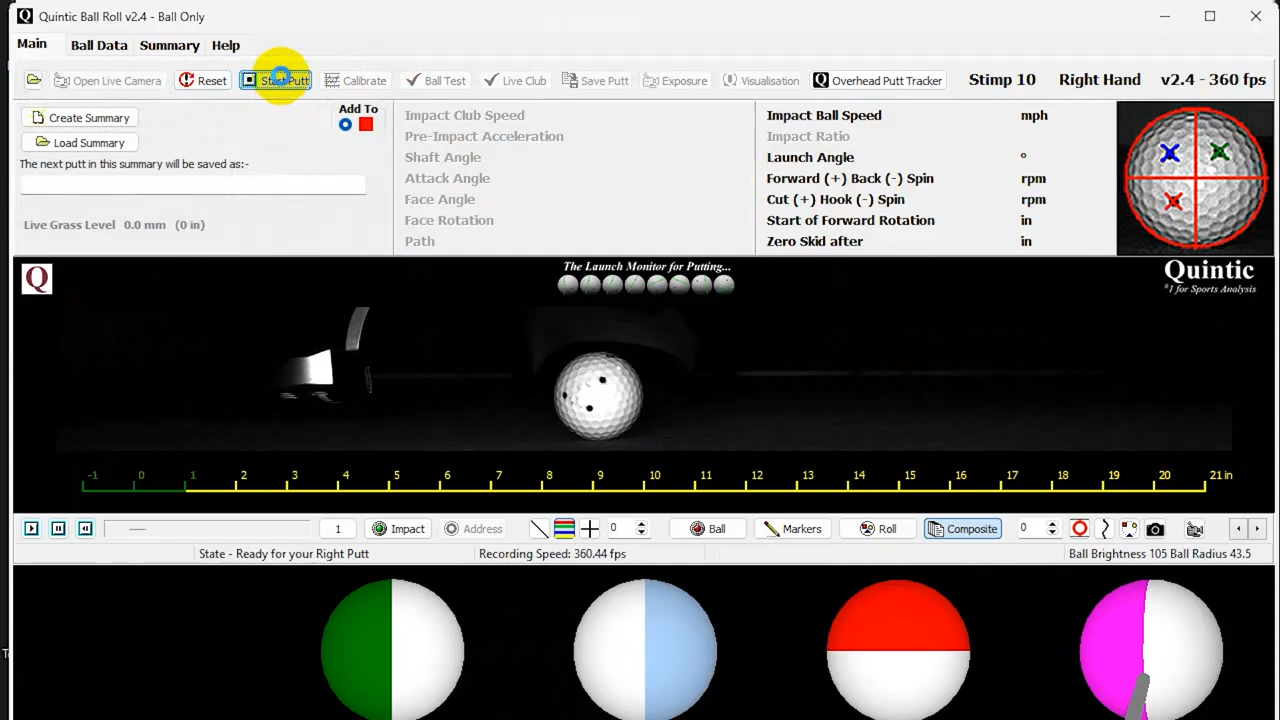 Quintic Ball Roll v2.4 - Ball Only
Main Ball Data Summary Help
Open Live Camera Reset Start Putt Calibrate Ball Test Live Club Save Putt Exposure Visualisation Q Overhead Putt Tracker Stimp 10 Right Hand v2.4 - 360 fps
Create Summary
Add To
Load Summary
The next putt in this summary will be saved as:-
Live Grass Level 0.0 mm (0 in)
Impact Club Speed
Pre-Impact Acceleration
Shaft Angle
Attack Angle
Face Angle
Face Rotation
Path
Impact Ball Speed mph
Impact Ratio
Launch Angle °
Forward (+) Back (-) Spin rpm
Cut (+) Hook (-) Spin rpm
Start of Forward Rotation in
Zero Skid after in
Q
The Launch Monitor for Putting...
Quintic
#1 for Sports Analysis
-1 0 1 2 3 4 5 6 7 8 9 10 11 12 13 14 15 16 17 18 19 20 21 in
1 Impact Address 0 Ball Markers Roll Composite 0
State - Ready for your Right Putt Recording Speed: 360.44 fps Ball Brightness 105 Ball Radius 43.5